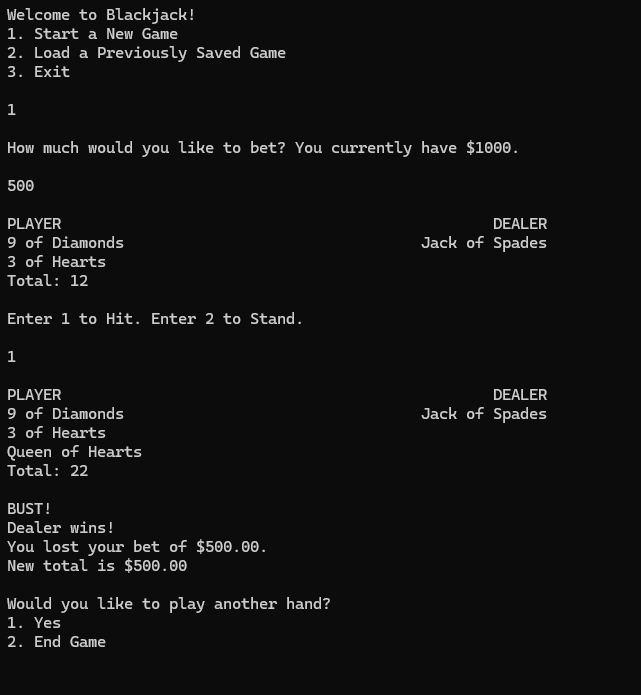 Welcome to Blackjack!
1. Start a New Game
2. Load a Previously Saved Game
3. Exit
1
How much would you like to bet? You currently have $1000.
500
PLAYER DEALER
9 of Diamonds Jack of Spades
3 of Hearts
Total: 12
Enter 1 to Hit. Enter 2 to Stand.
1
PLAYER DEALER
9 of Diamonds Jack of Spades
3 of Hearts
Queen of Hearts
Total: 22
BUST!
Dealer wins!
You lost your bet of $500.00.
New total is $500.00
Would you like to play another hand?
1. Yes
2. End Game